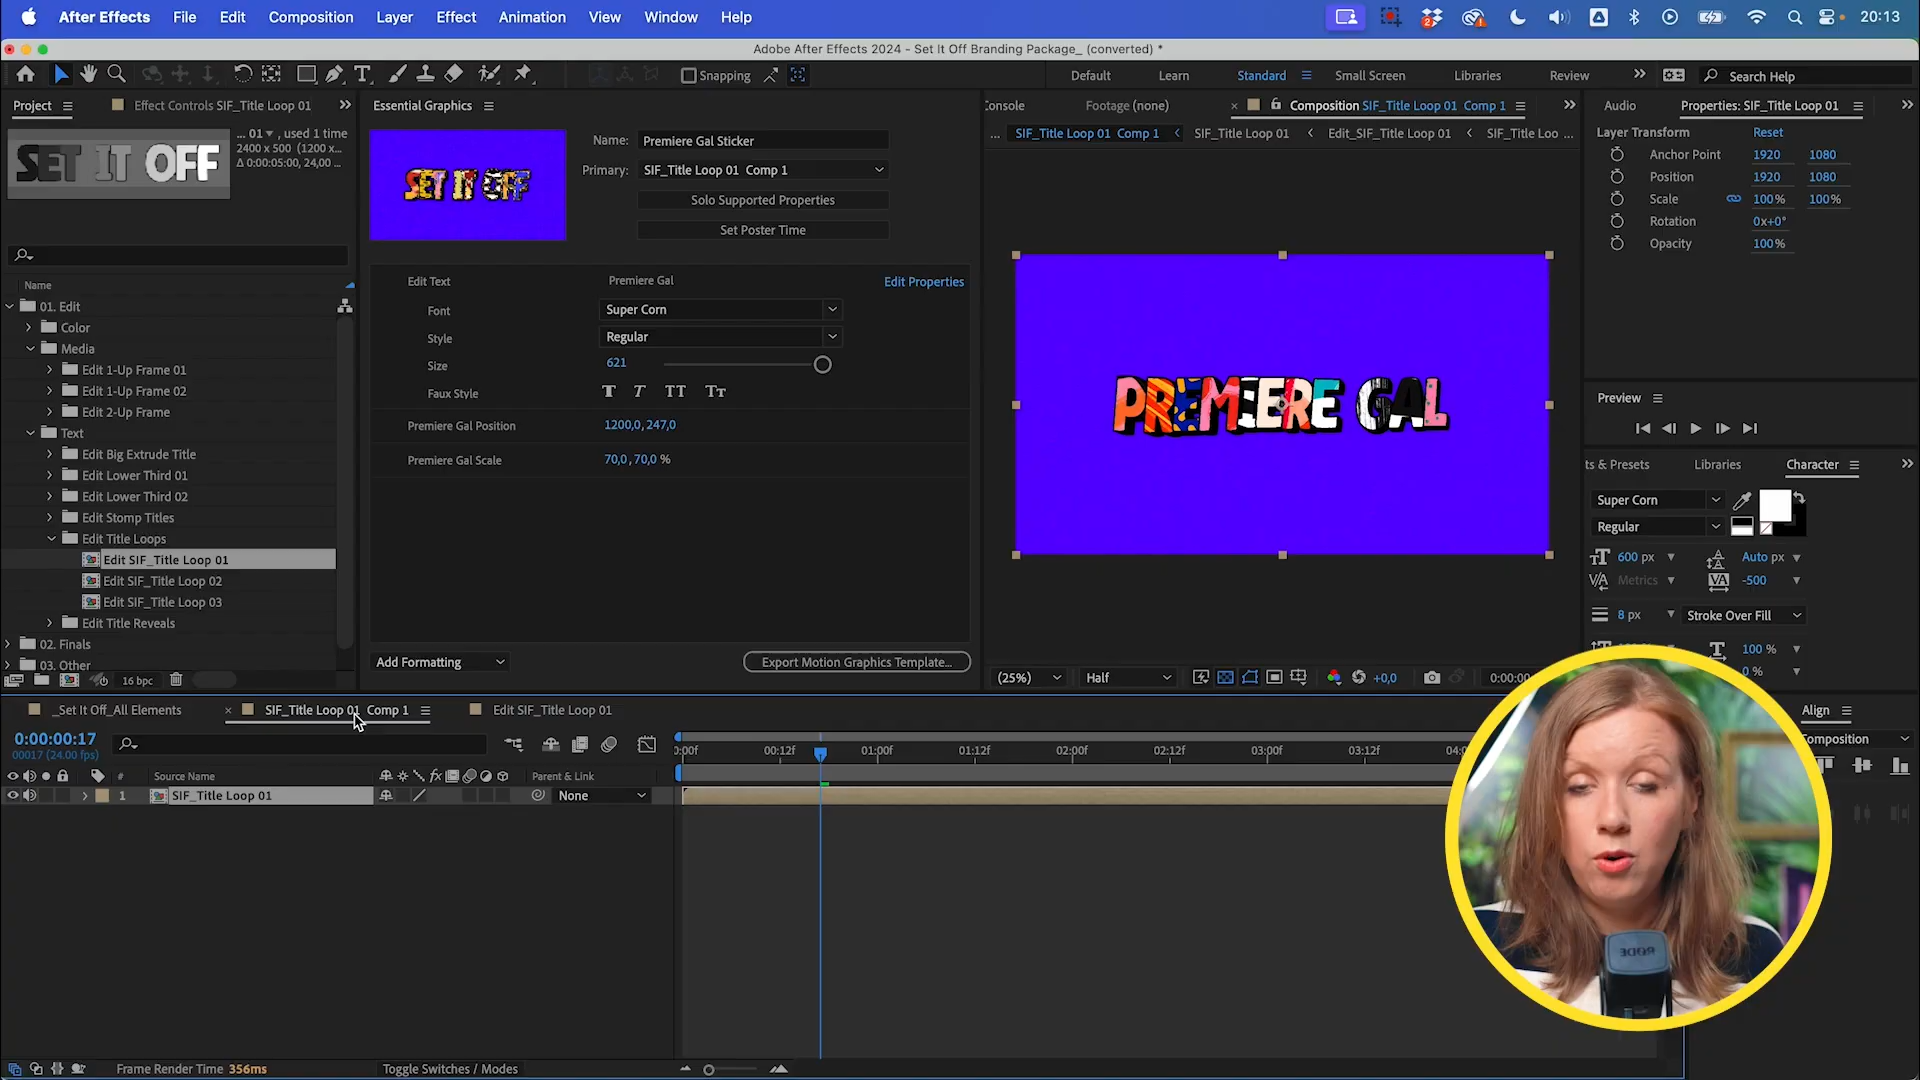 After Effects File Edit Composition Layer Effect Animation View Window Help 2 20:13
Adobe After Effects 2024 - Set It Off Branding Package_ (converted) *
Snapping Default Learn Standard Small Screen Libraries Review Search Help
Project Effect Controls SIF_Title Loop 01
SET IT OFF
... 01 , used 1 time
2400 x 500 (1200 x...
Δ 0:00:05:00, 24,00 ...
Name
01. Edit
Color
Media
Edit 1-Up Frame 01
Edit 1-Up Frame 02
Edit 2-Up Frame
Text
Edit Big Extrude Title
Edit Lower Third 01
Edit Lower Third 02
Edit Stomp Titles
Edit Title Loops
Edit SIF_Title Loop 01
Edit SIF_Title Loop 02
Edit SIF_Title Loop 03
Edit Title Reveals
02. Finals
03. Other
16 bpc
Essential Graphics
SET IT OFF
Name: Premiere Gal Sticker
Primary: SIF_Title Loop 01 Comp 1
Solo Supported Properties
Set Poster Time
Edit Text Premiere Gal Edit Properties
Font Super Corn
Style Regular
Size 621
Faux Style T T TT Tт
Premiere Gal Position 1200,0, 247,0
Premiere Gal Scale 70,0, 70,0 %
Add Formatting Export Motion Graphics Template...
Console Footage (none) Composition SIF_Title Loop 01 Comp 1
... SIF_Title Loop 01 Comp 1 SIF_Title Loop 01 Edit_SIF_Title Loop 01 SIF_Title Loo ...
PREMIERE GAL
(25%) Half +0,0 0:00:00
Audio Properties: SIF_Title Loop 01
Layer Transform Reset
Anchor Point 1920 1080
Position 1920 1080
Scale 100% 100%
Rotation 0x+0°
Opacity 100%
Preview
ts & Presets Libraries Character
Super Corn
Regular
600 px Auto px
Metrics -500
8 px Stroke Over Fill
100 %
0 %
_Set It Off_All Elements SIF_Title Loop 01 Comp 1 Edit SIF_Title Loop 01
0:00:00:17
00017 (24.00 fps)
# Source Name Parent & Link
1 SIF_Title Loop 01 None
0:00f 00:12f 01:00f 01:12f 02:00f 02:12f 03:00f 03:12f 04:0
Frame Render Time 356ms Toggle Switches / Modes
Align
Composition
RODE